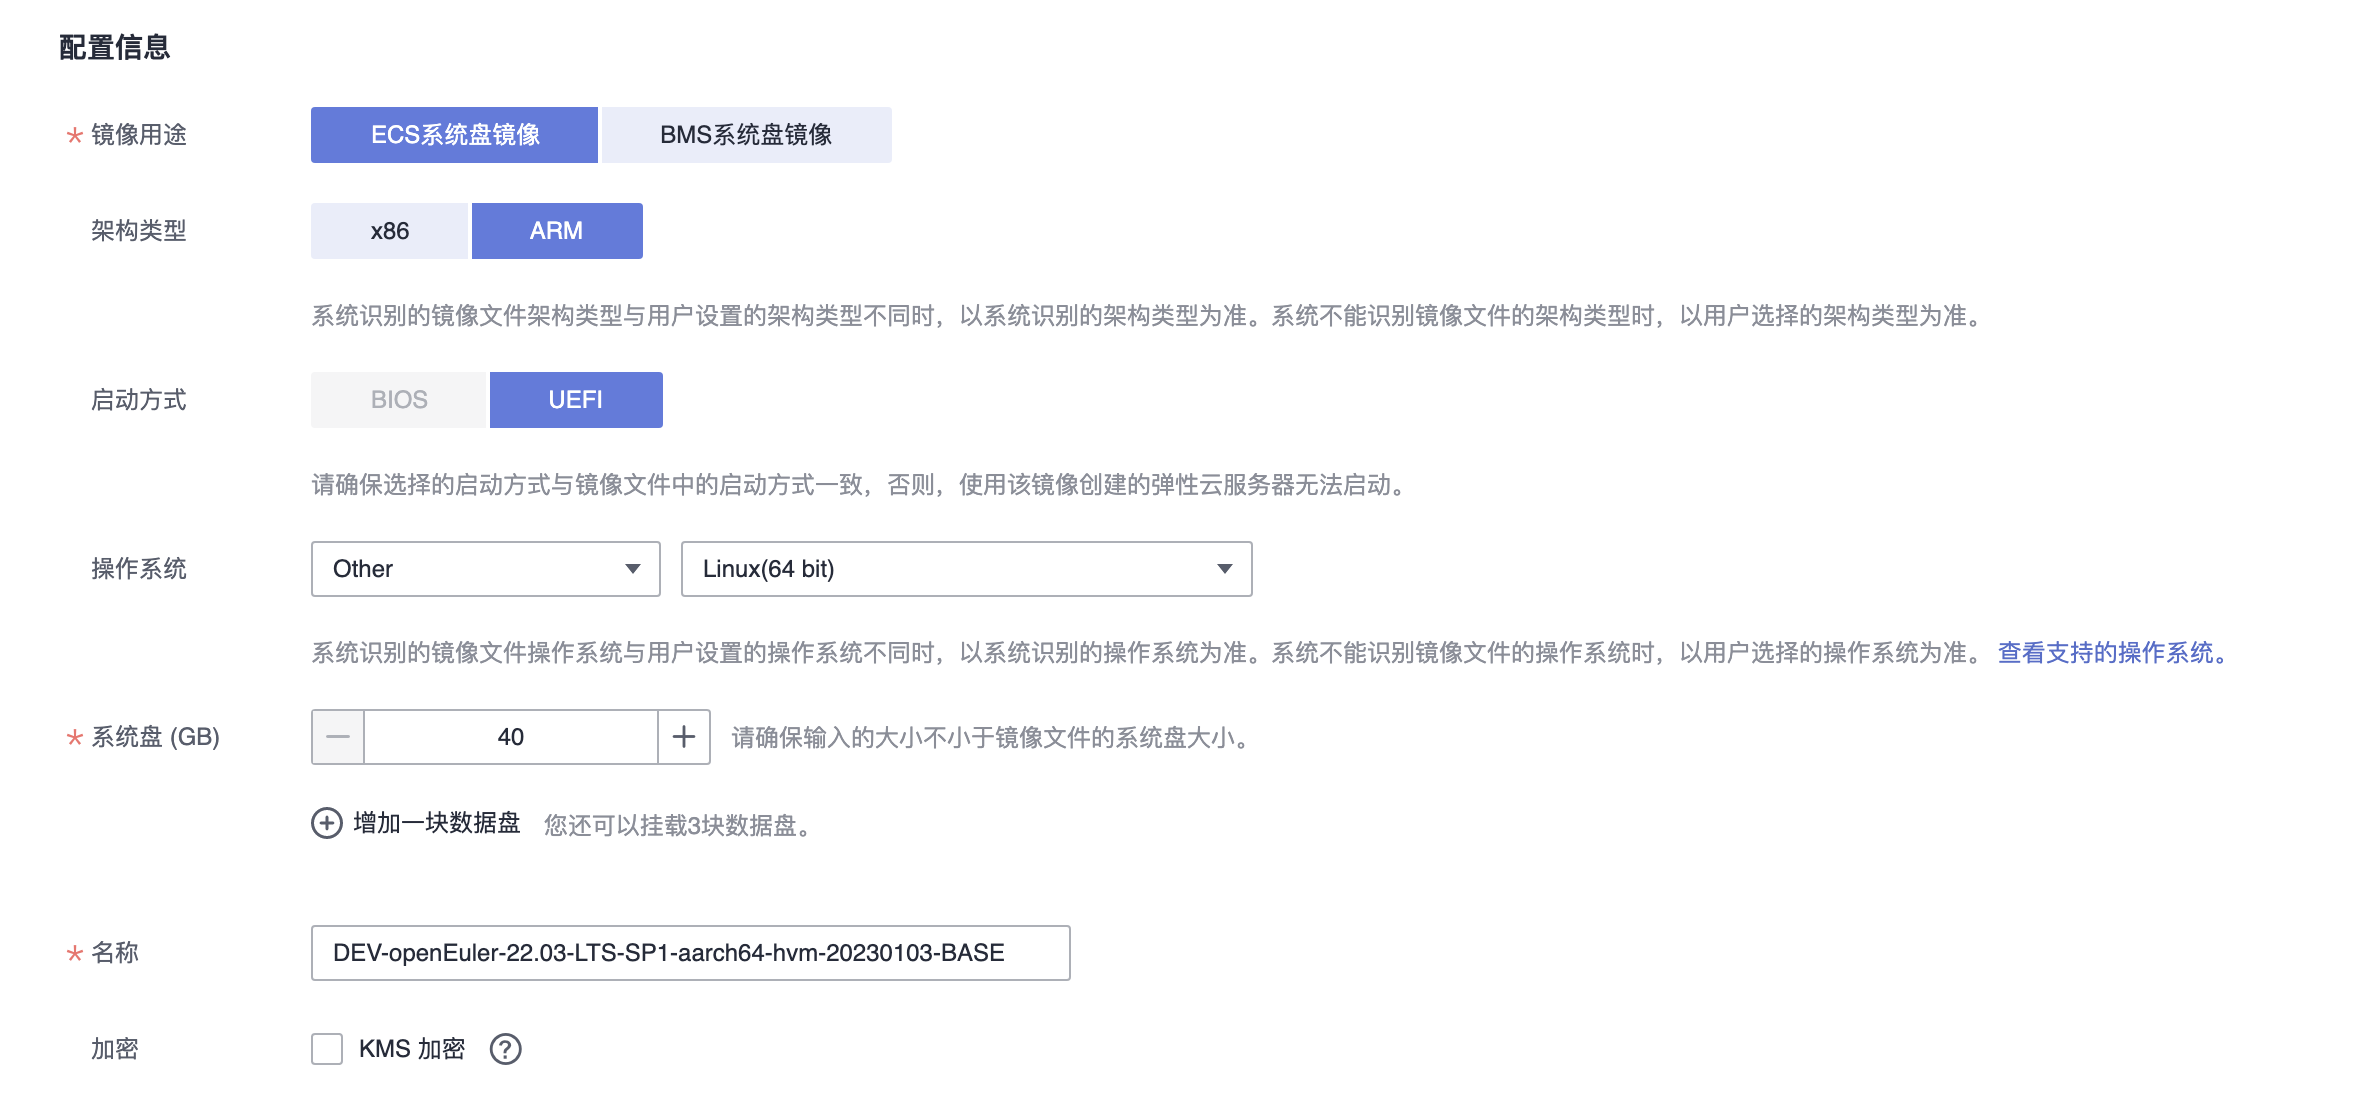 配置信息
* 镜像用途 ECS系统盘镜像 BMS系统盘镜像
架构类型 x86 ARM
系统识别的镜像文件架构类型与用户设置的架构类型不同时，以系统识别的架构类型为准。系统不能识别镜像文件的架构类型时，以用户选择的架构类型为准。
启动方式 BIOS UEFI
请确保选择的启动方式与镜像文件中的启动方式一致，否则，使用该镜像创建的弹性云服务器无法启动。
操作系统 Other Linux(64 bit)
系统识别的镜像文件操作系统与用户设置的操作系统不同时，以系统识别的操作系统为准。系统不能识别镜像文件的操作系统时，以用户选择的操作系统为准。 查看支持的操作系统。
* 系统盘 (GB) — 40 + 请确保输入的大小不小于镜像文件的系统盘大小。
增加一块数据盘 您还可以挂载3块数据盘。
* 名称 DEV-openEuler-22.03-LTS-SP1-aarch64-hvm-20230103-BASE
加密 KMS 加密 ?